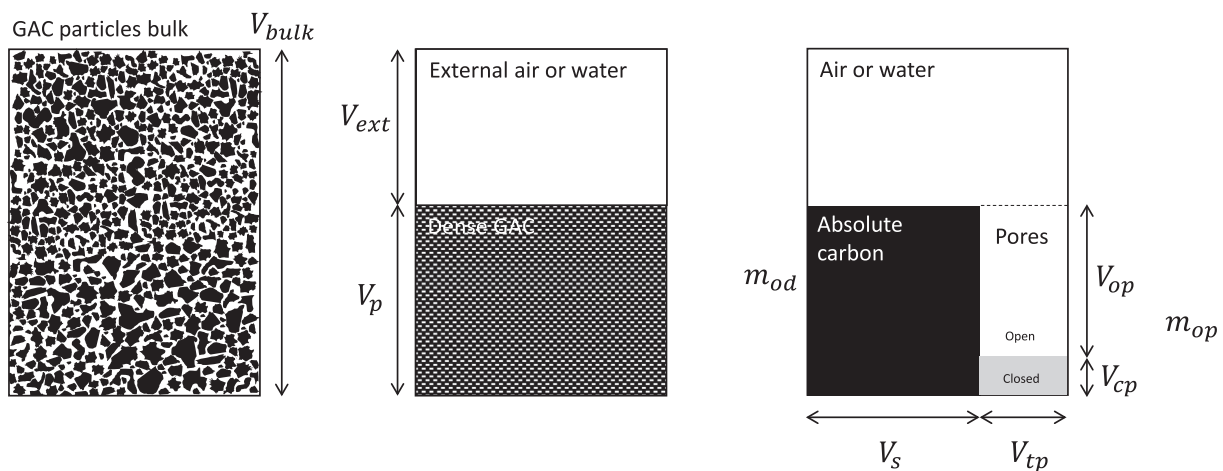 GAC particles bulk
V_bulk
External air or water
V_ext
Dense GAC
V_p
Air or water
Absolute
carbon
Pores
m_od
V_op
m_op
Open
Closed
V_cp
V_s
V_tp